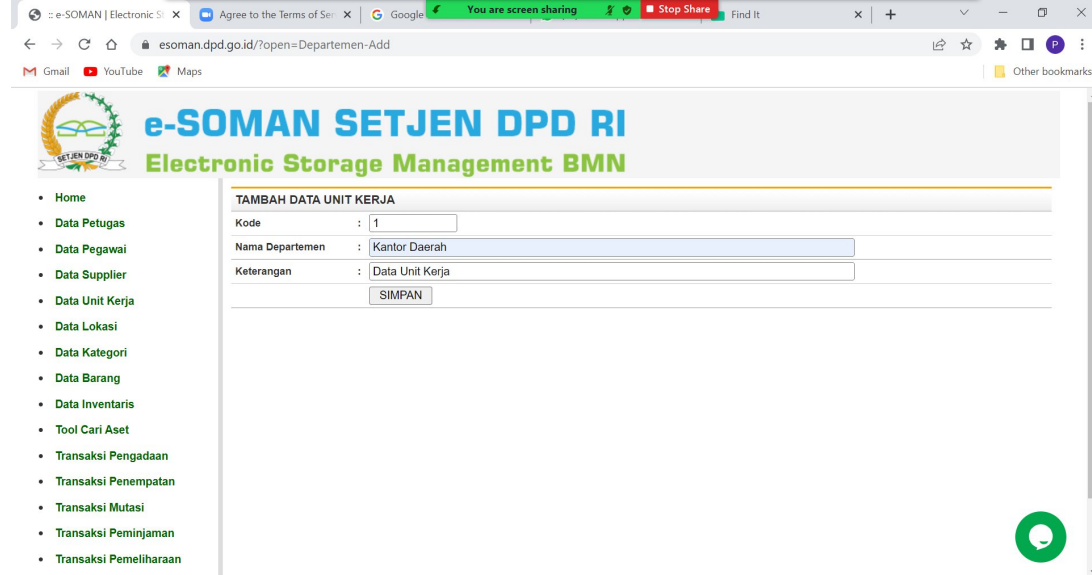 :: e-SOMAN | Electronic St
Agree to the Terms of Ser
Google
You are screen sharing
Stop Share
Find It
esoman.dpd.go.id/?open=Departemen-Add
P
Gmail
YouTube
Maps
Other bookmarks
SETJEN DPD RI
e-SOMAN SETJEN DPD RI
Electronic Storage Management BMN
Home
Data Petugas
Data Pegawai
Data Supplier
Data Unit Kerja
Data Lokasi
Data Kategori
Data Barang
Data Inventaris
Tool Cari Aset
Transaksi Pengadaan
Transaksi Penempatan
Transaksi Mutasi
Transaksi Peminjaman
Transaksi Pemeliharaan
TAMBAH DATA UNIT KERJA
Kode : 1
Nama Departemen : Kantor Daerah
Keterangan : Data Unit Kerja
SIMPAN